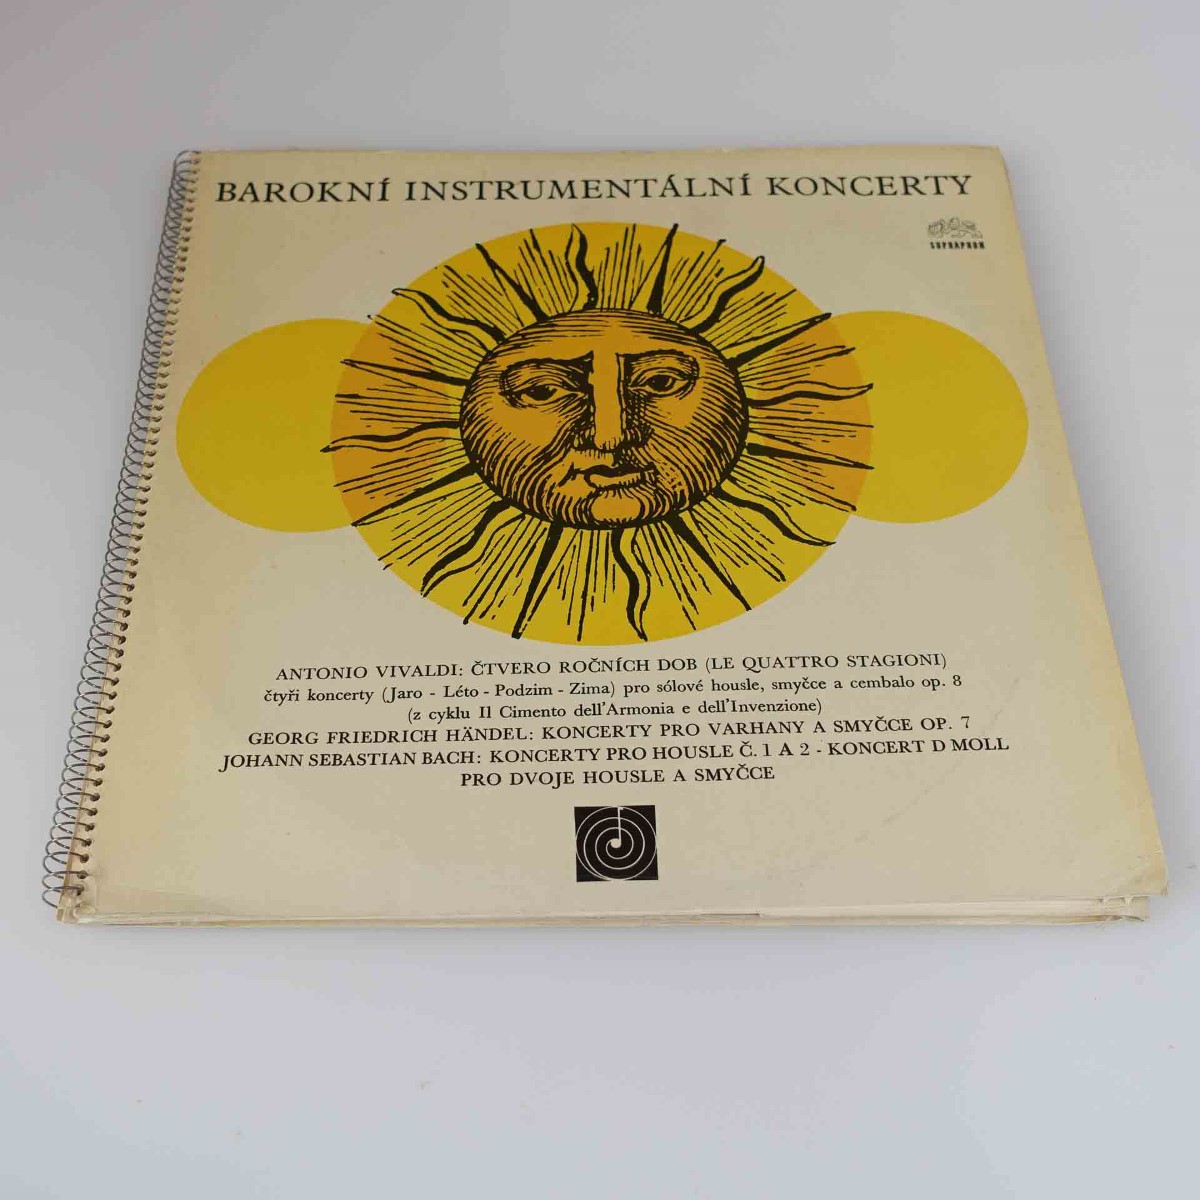 BAROKNÍ INSTRUMENTÁLNÍ KONCERTY
SUPRAPHON
ANTONIO VIVALDI: ČTVERO ROČNÍCH DOB (LE QUATTRO STAGIONI)
čtyři koncerty (Jaro - Léto - Podzim - Zima) pro sólové housle, smyčce a cembalo op. 8
(z cyklu Il Cimento dell'Armonia e dell'Invenzione)
GEORG FRIEDRICH HÄNDEL: KONCERTY PRO VARHANY A SMYČCE OP. 7
JOHANN SEBASTIAN BACH: KONCERTY PRO HOUSLE Č. 1 A 2 - KONCERT D MOLL
PRO DVOJE HOUSLE A SMYČCE